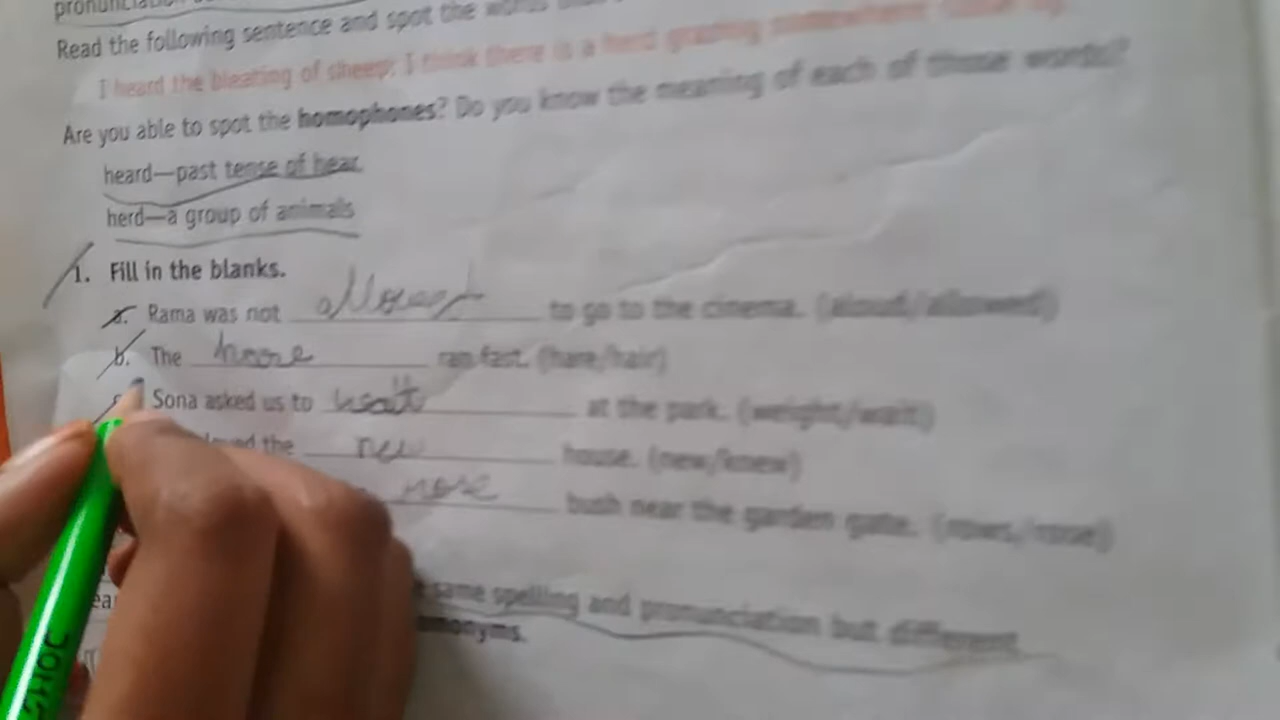 pronunciation
Read the following sentence and spot the words
I heard the bleating of sheep; I think there is a herd grazing somewhere
Are you able to spot the homophones? Do you know the meaning of each of those words?
heard—past tense of hear
herd—a group of animals
1. Fill in the blanks.
a. Rama was not allowed to go to the cinema. (aloud/allowed)
b. The hare ran fast. (hare/hair)
Sona asked us to wait at the park. (weight/wait)
the new house. (new/knew)
rose bush near the garden gate. (rows/rose)
same spelling and pronunciation but different